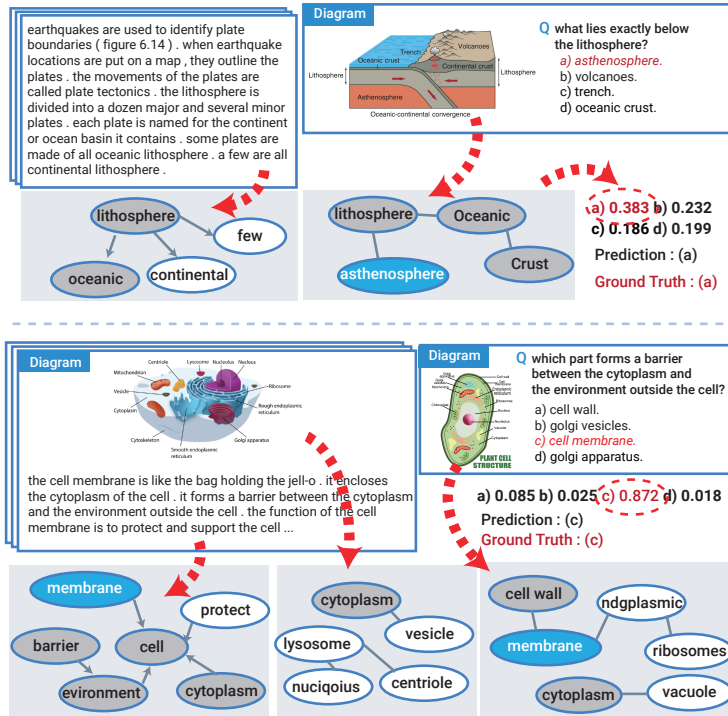 earthquakes are used to identify plate
boundaries ( figure 6.14 ) . when earthquake
locations are put on a map , they outline the
plates . the movements of the plates are
called plate tectonics . the lithosphere is
divided into a dozen major and several minor
plates . each plate is named for the continent
or ocean basin it contains . some plates are
made of all oceanic lithosphere . a few are all
continental lithosphere .
Diagram
Volcanoes
Trench
Oceanic crust
Continental crust
Lithosphere
Lithosphere
Asthenosphere
Oceanic-continental convergence
Q what lies exactly below
the lithosphere?
a) asthenosphere.
b) volcanoes.
c) trench.
d) oceanic crust.
lithosphere
few
oceanic
continental
lithosphere
Oceanic
asthenosphere
Crust
a) 0.383 b) 0.232
c) 0.186 d) 0.199
Prediction : (a)
Ground Truth : (a)
Diagram
Centriole
Lysosome
Nucleolus
Nucleus
Mitochondrion
Vesicle
Ribosome
Cytoplasm
Rough endoplasmic
reticulum
Cytoskeleton
Golgi apparatus
Smooth endoplasmic
reticulum
the cell membrane is like the bag holding the jell-o . it encloses
the cytoplasm of the cell . it forms a barrier between the cytoplasm
and the environment outside the cell . the function of the cell
membrane is to protect and support the cell ...
Diagram
PLANT CELL
STRUCTURE
Q which part forms a barrier
between the cytoplasm and
the environment outside the cell?
a) cell wall.
b) golgi vesicles.
c) cell membrane.
d) golgi apparatus.
a) 0.085 b) 0.025 c) 0.872 d) 0.018
Prediction : (c)
Ground Truth : (c)
membrane
protect
barrier
cell
environment
cytoplasm
cytoplasm
vesicle
lysosome
nuciqoius
centriole
cell wall
ndgplasmic
membrane
ribosomes
cytoplasm
vacuole